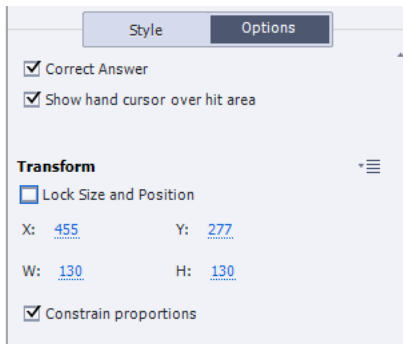 Style Options
Correct Answer
Show hand cursor over hit area
Transform
Lock Size and Position
X: 455 Y: 277
W: 130 H: 130
Constrain proportions